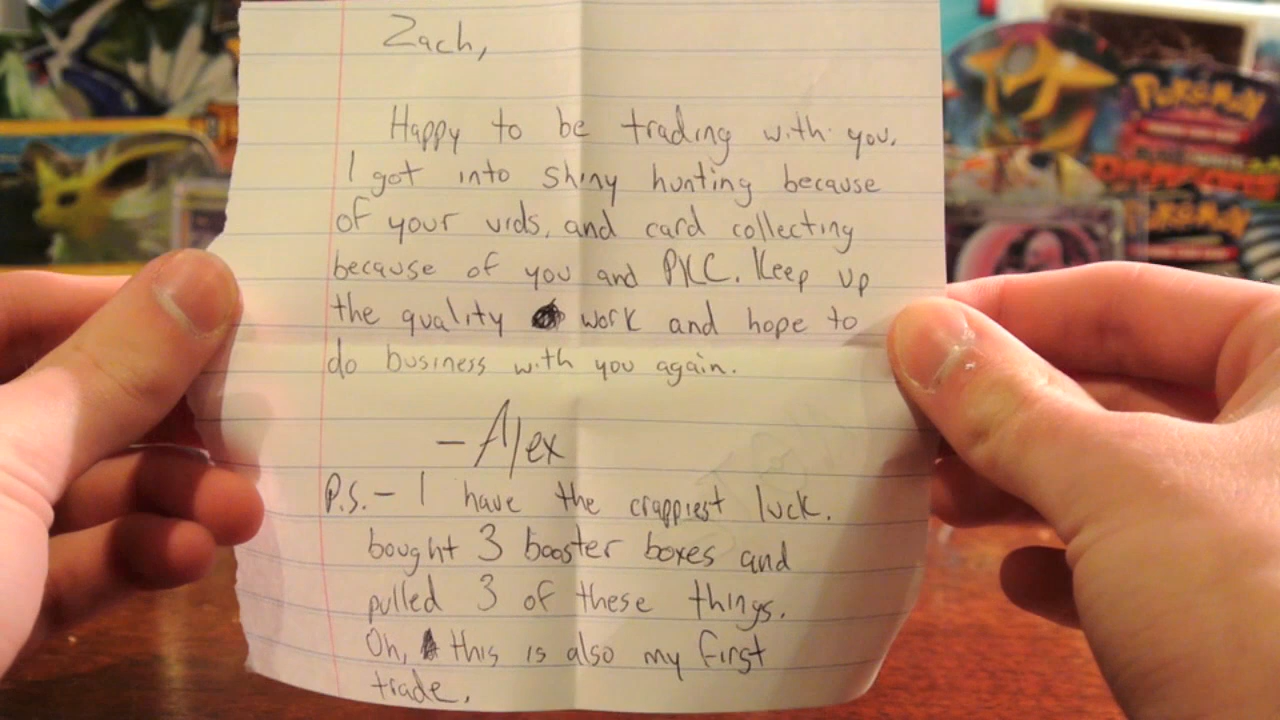 Zach,
Happy to be trading with you.
I got into shiny hunting because
of your vids, and card collecting
because of you and PKC. Keep up
the quality work and hope to
do business with you again.
- Alex
P.S. - I have the crappiest luck.
bought 3 booster boxes and
pulled 3 of these things.
Oh, this is also my first
trade.
Pokémon
Pokémon